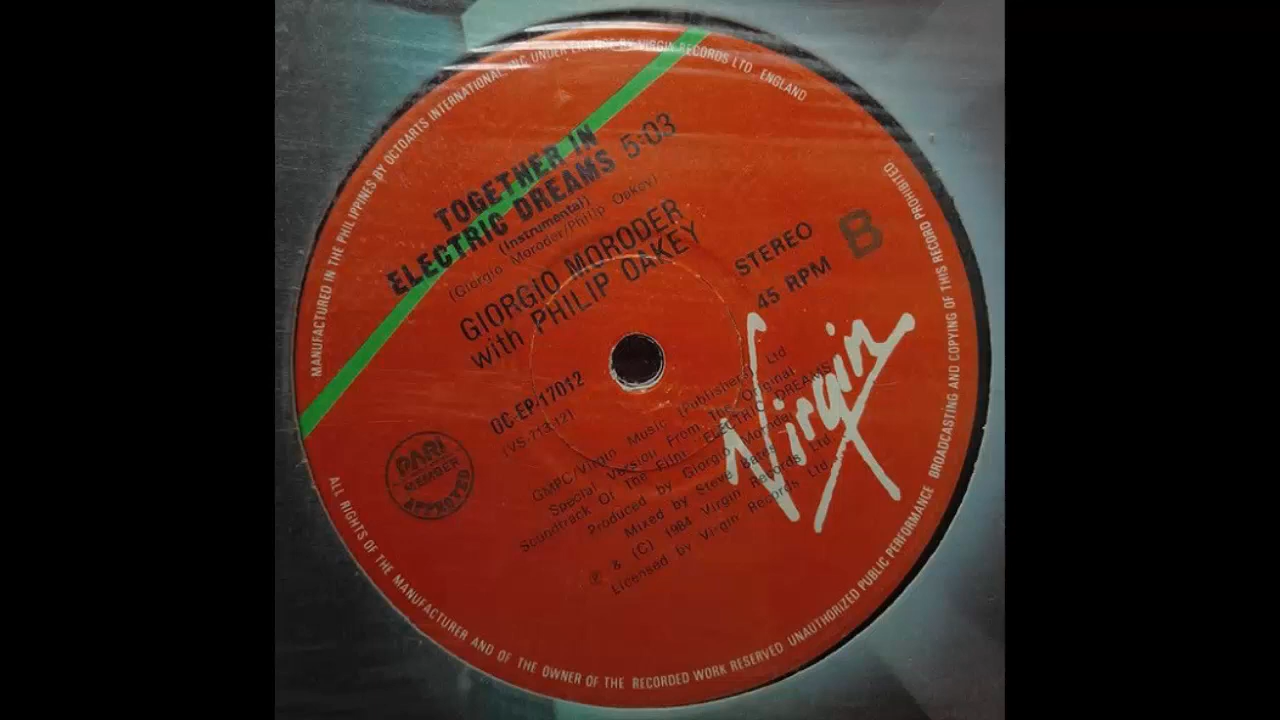 MANUFACTURED IN THE PHILIPPINES BY OCTOARTS INTERNATIONAL, INC. UNDER LICENSE BY VIRGIN RECORDS LTD. ENGLAND
TOGETHER IN
ELECTRIC DREAMS 5:03
(Instrumental)
(Giorgio Moroder/Philip Oakey)
GIORGIO MORODER
with PHILIP OAKEY
STEREO
45 RPM
B
OC-EP-17012
(VS-713-12)
GMPC/Virgin Music (Publishers) Ltd
Special Version From The Original
Soundtrack Of The Film ELECTRIC DREAMS
Produced by Giorgio
Mixed by Steve Bates
℗ & (C) 1984 Virgin Records Ltd
Licensed by Virgin Records Ltd
Virgin
PARI
MEMBER
APPROVED
ALL RIGHTS OF THE MANUFACTURER AND OF THE OWNER OF THE RECORDED WORK RESERVED UNAUTHORIZED PUBLIC PERFORMANCE BROADCASTING AND COPYING OF THIS RECORD PROHIBITED